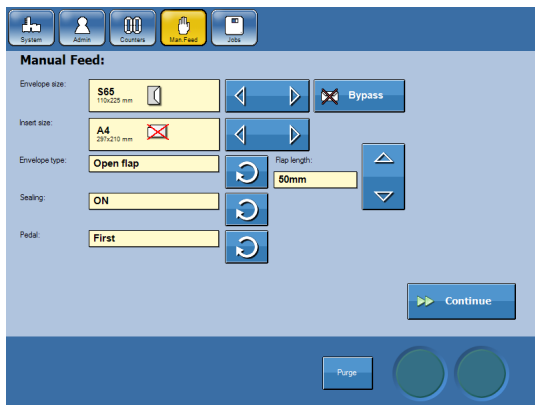 System
Admin
Counters
Man.Feed
Jobs
Manual Feed:
Envelope size:
S65
110x225 mm
Bypass
Insert size:
A4
297x210 mm
Envelope type:
Open flap
Flap length:
50mm
Sealing:
ON
Pedal:
First
Continue
Purge